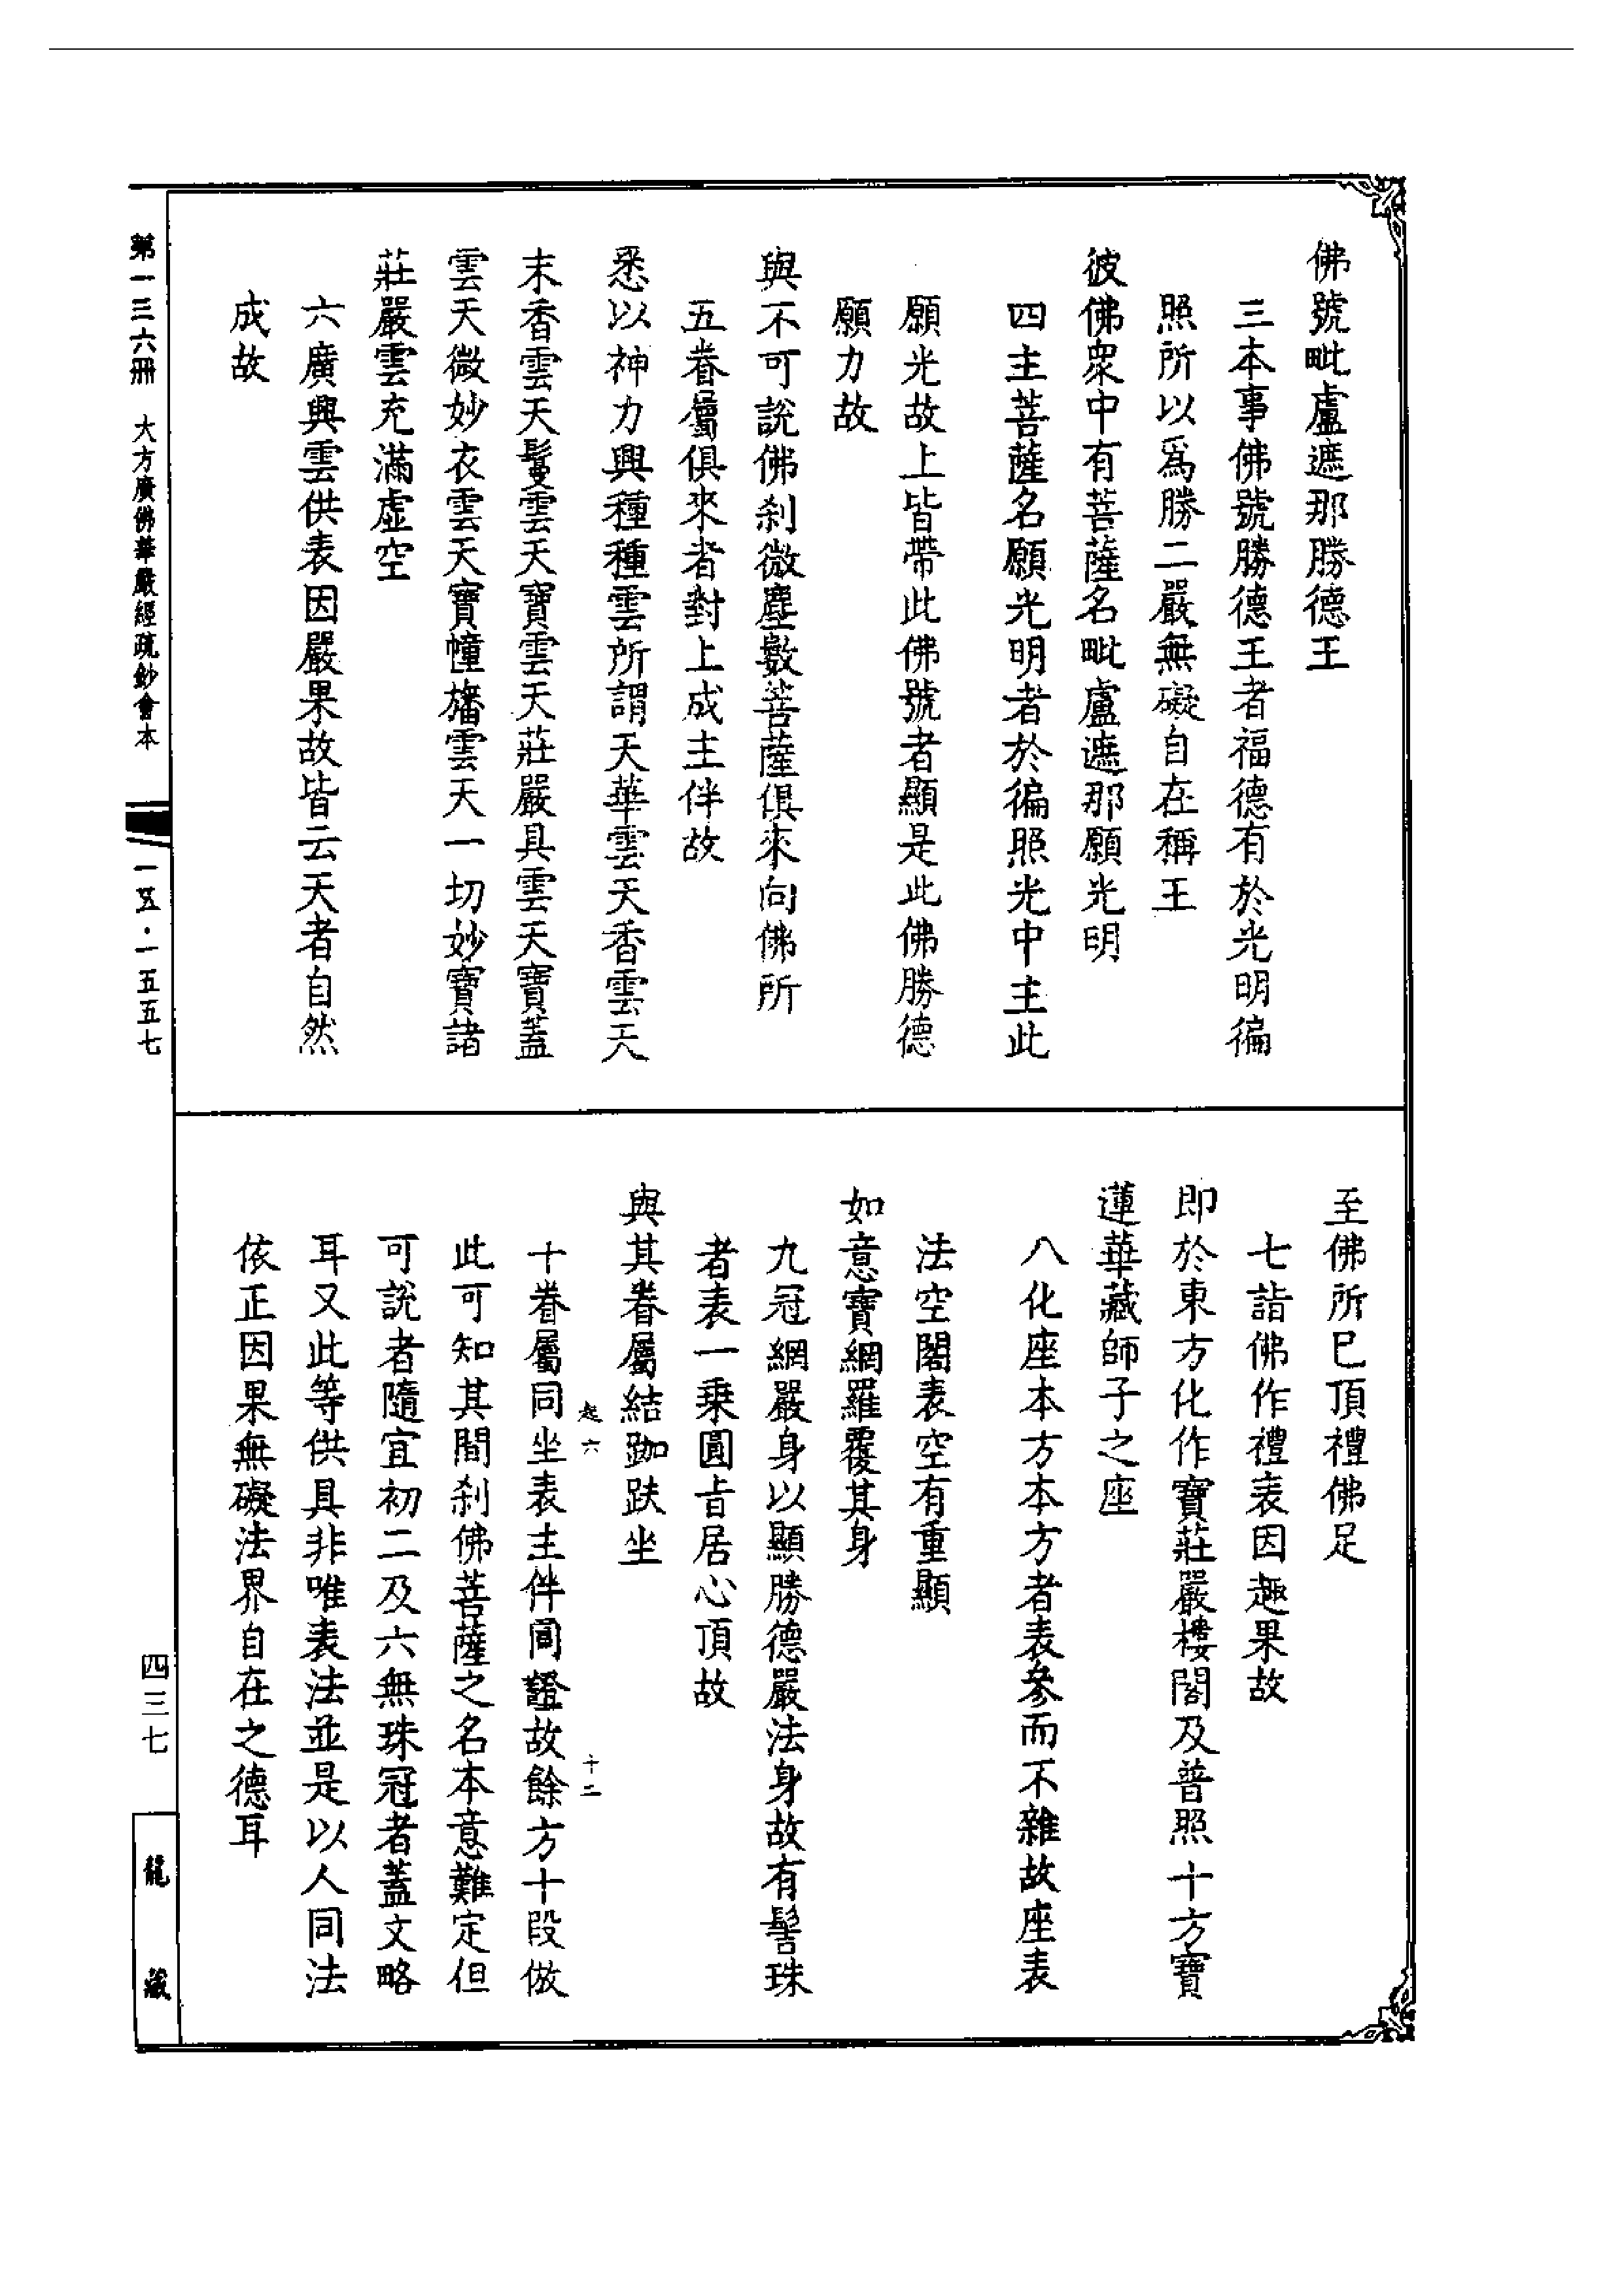 佛號毗盧遮那勝德王
三本事佛號勝德王者福德有於光明徧
照所以爲勝二嚴無礙自在稱王
彼佛衆中有菩薩名毗盧遮那願光明
四主菩薩名願光明者於徧照光中主此
願光故上皆帶此佛號者顯是此佛勝德
願力故
與不可說佛刹微塵數菩薩俱來向佛所
五眷屬俱來者對上成主伴故
悉以神力興種種雲所謂天華雲天香雲天
末香雲天鬘雲天寶雲天莊嚴具雲天寶蓋
雲天微妙衣雲天寶幢旛雲天一切妙寶諸
莊嚴雲充滿虛空
六廣興雲供表因嚴果故皆云天者自然
成故
至佛所已頂禮佛足
七詣佛作禮表因趣果故
即於東方化作寶莊嚴樓閣及普照十方寶
蓮華藏師子之座
八化座本方本方者表參而不雜故座表
法空閣表空有重顯
如意寶網羅覆其身
九冠網嚴身以顯勝德嚴法身故有髻珠
者表一乗圓旨居心頂故
與其眷屬結跏趺坐
起六 十二
十眷屬同坐表主伴同證故餘方十段倣
此可知其間刹佛菩薩之名本意難定但
可說者隨宜初二及六無珠冠者蓋文略
耳又此等供具非唯表法並是以人同法
依正因果無礙法界自在之德耳
第一三六冊 大方廣佛華嚴經疏鈔會本
一五·一五五七
四三七
龍藏